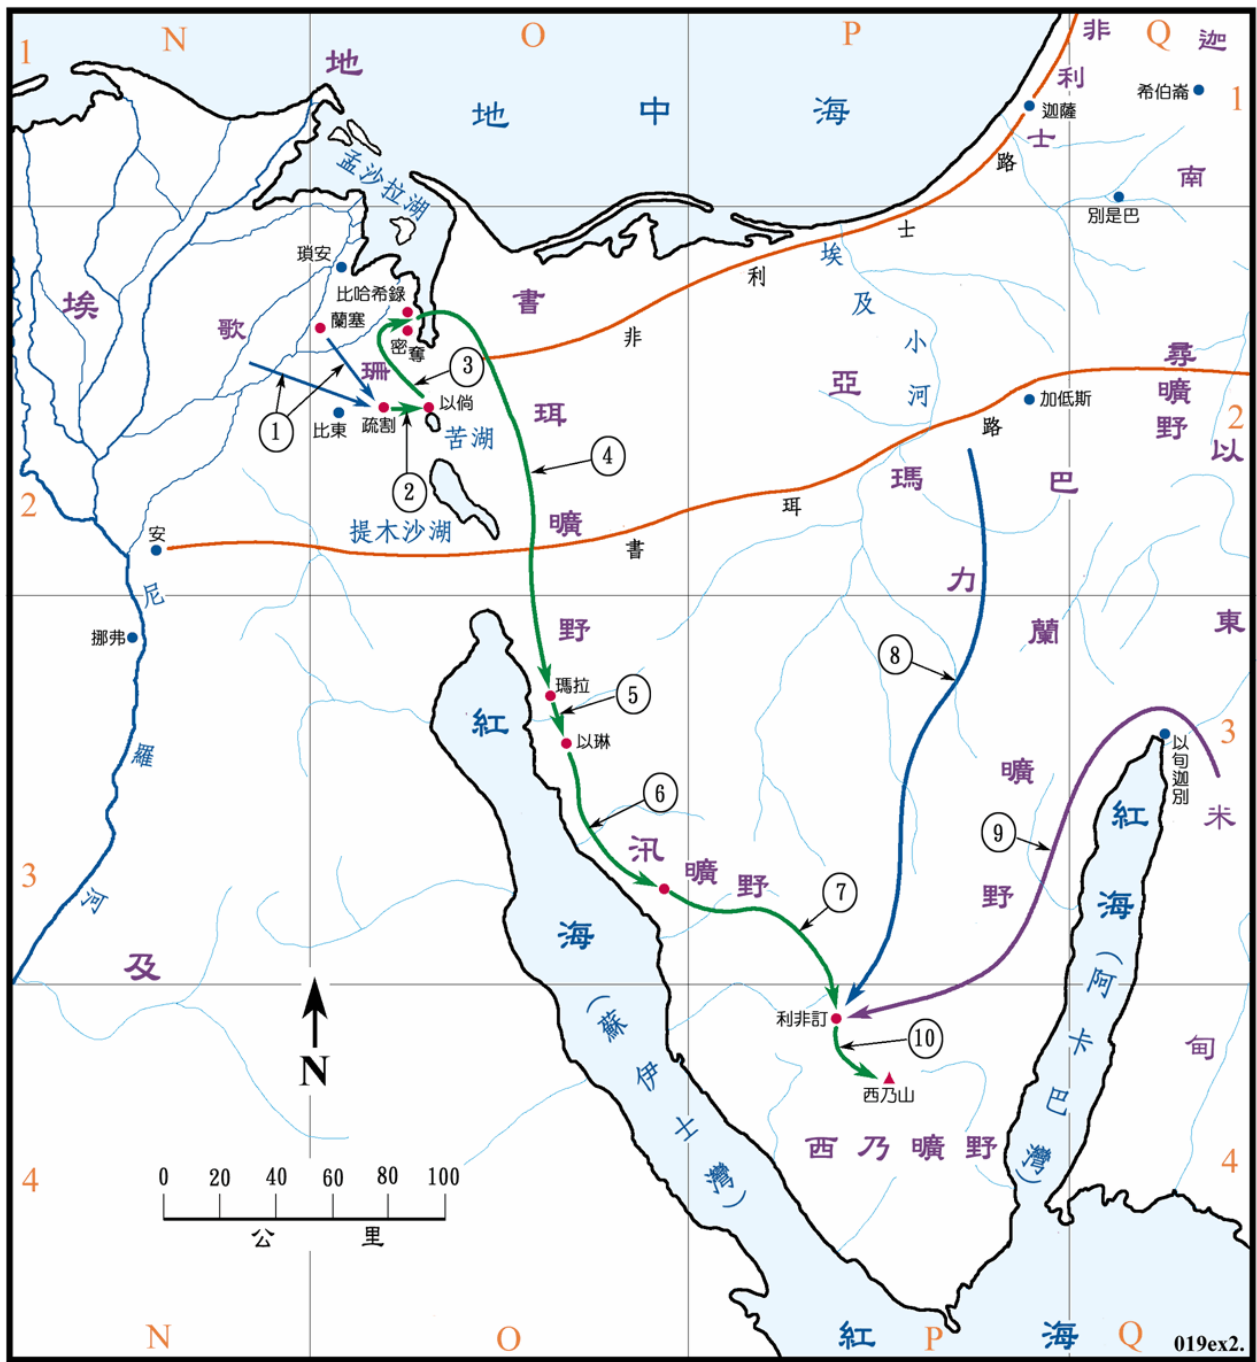 N
O
P
Q
1
1
地
地中海
非利士
迦南
希伯崙
迦薩
別是巴
孟沙拉湖
非利士路
埃及小河
瑣安
比哈希錄
蘭塞
密奪
埃及
歌珊
書珥曠野
亞瑪力
尋曠野
加低斯
以東
巴蘭曠野
疏割
以倘
比東
苦湖
提木沙湖
書珥路
2
2
安
挪弗
尼羅河
1
2
3
4
5
6
7
8
9
10
瑪拉
以琳
紅海(蘇伊士灣)
汛曠野
以旬迦別
紅海(阿卡巴灣)
3
3
米甸
利非訂
西乃山
西乃曠野
N
0 20 40 60 80 100
公里
4
4
紅海
N
O
P
Q
019ex2.